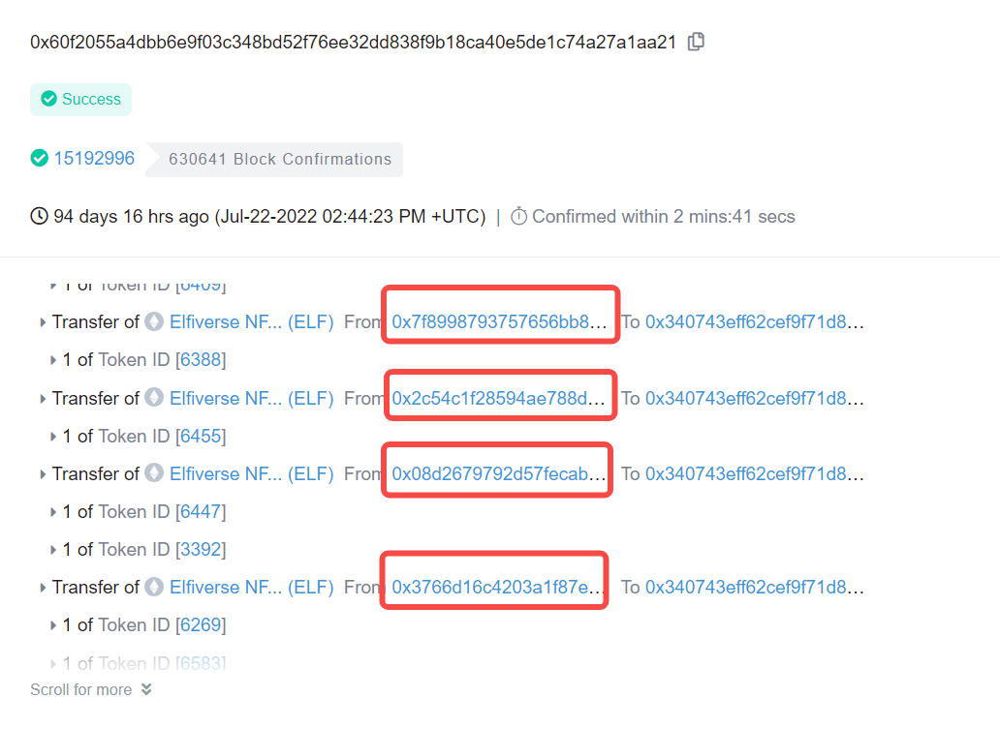 0x60f2055a4dbb6e9f03c348bd52f76ee32dd838f9b18ca40e5de1c74a27a1aa21
Success
15192996 630641 Block Confirmations
94 days 16 hrs ago (Jul-22-2022 02:44:23 PM +UTC) | Confirmed within 2 mins:41 secs
1 of Token ID [6409]
Transfer of Elfiverse NF... (ELF) From 0x7f8998793757656bb8... To 0x340743eff62cef9f71d8...
1 of Token ID [6388]
Transfer of Elfiverse NF... (ELF) From 0x2c54c1f28594ae788d... To 0x340743eff62cef9f71d8...
1 of Token ID [6455]
Transfer of Elfiverse NF... (ELF) From 0x08d2679792d57fecab... To 0x340743eff62cef9f71d8...
1 of Token ID [6447]
1 of Token ID [3392]
Transfer of Elfiverse NF... (ELF) From 0x3766d16c4203a1f87e... To 0x340743eff62cef9f71d8...
1 of Token ID [6269]
1 of Token ID [6583]
Scroll for more